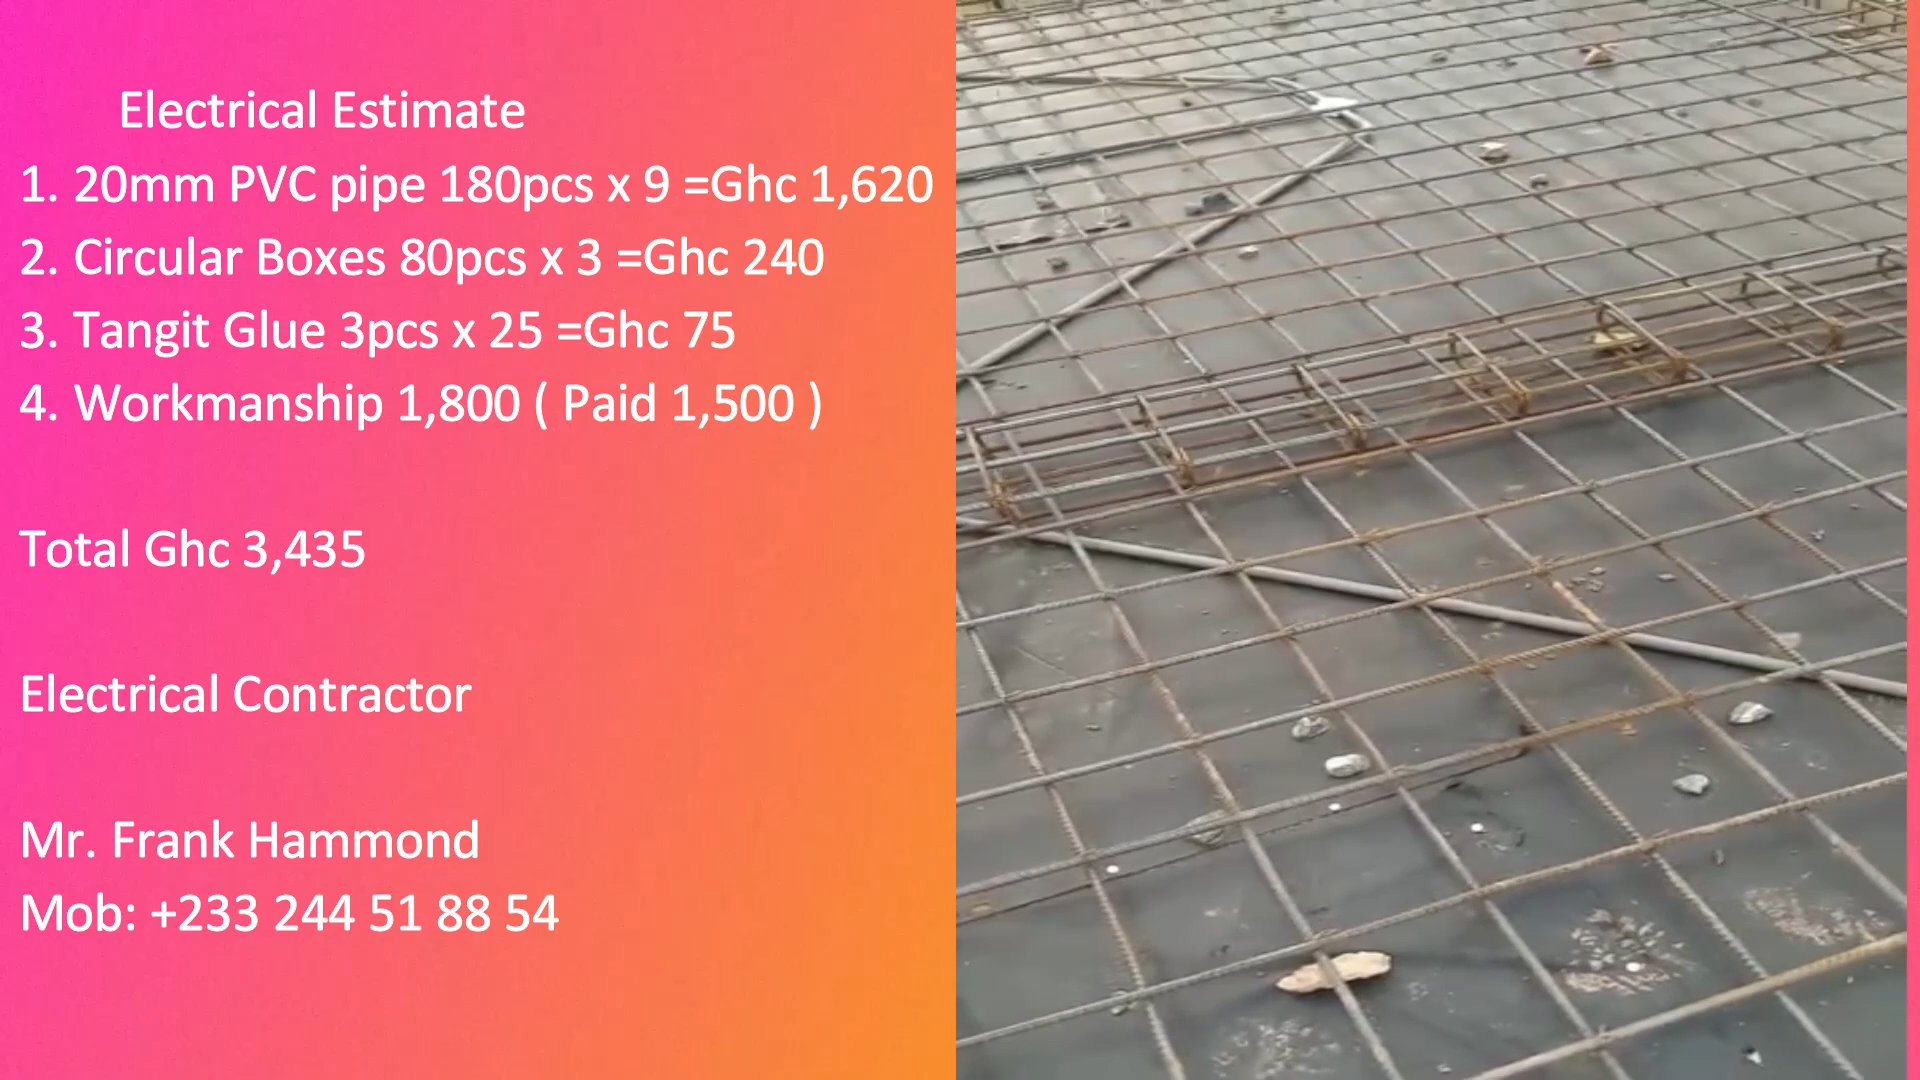 Electrical Estimate
1. 20mm PVC pipe 180pcs x 9 =Ghc 1,620
2. Circular Boxes 80pcs x 3 =Ghc 240
3. Tangit Glue 3pcs x 25 =Ghc 75
4. Workmanship 1,800 ( Paid 1,500 )
Total Ghc 3,435
Electrical Contractor
Mr. Frank Hammond
Mob: +233 244 51 88 54